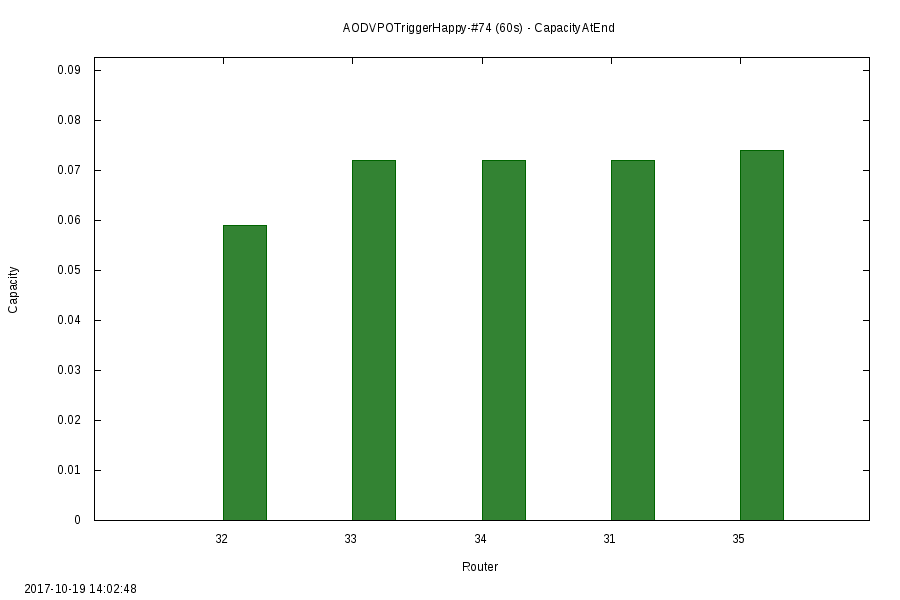 AODVPOTriggerHappy-#74 (60s) - CapacityAtEnd
0.09
0.08
0.07
0.06
0.05
0.04
0.03
0.02
0.01
0
Capacity
32 33 34 31 35
Router
2017-10-19 14:02:48